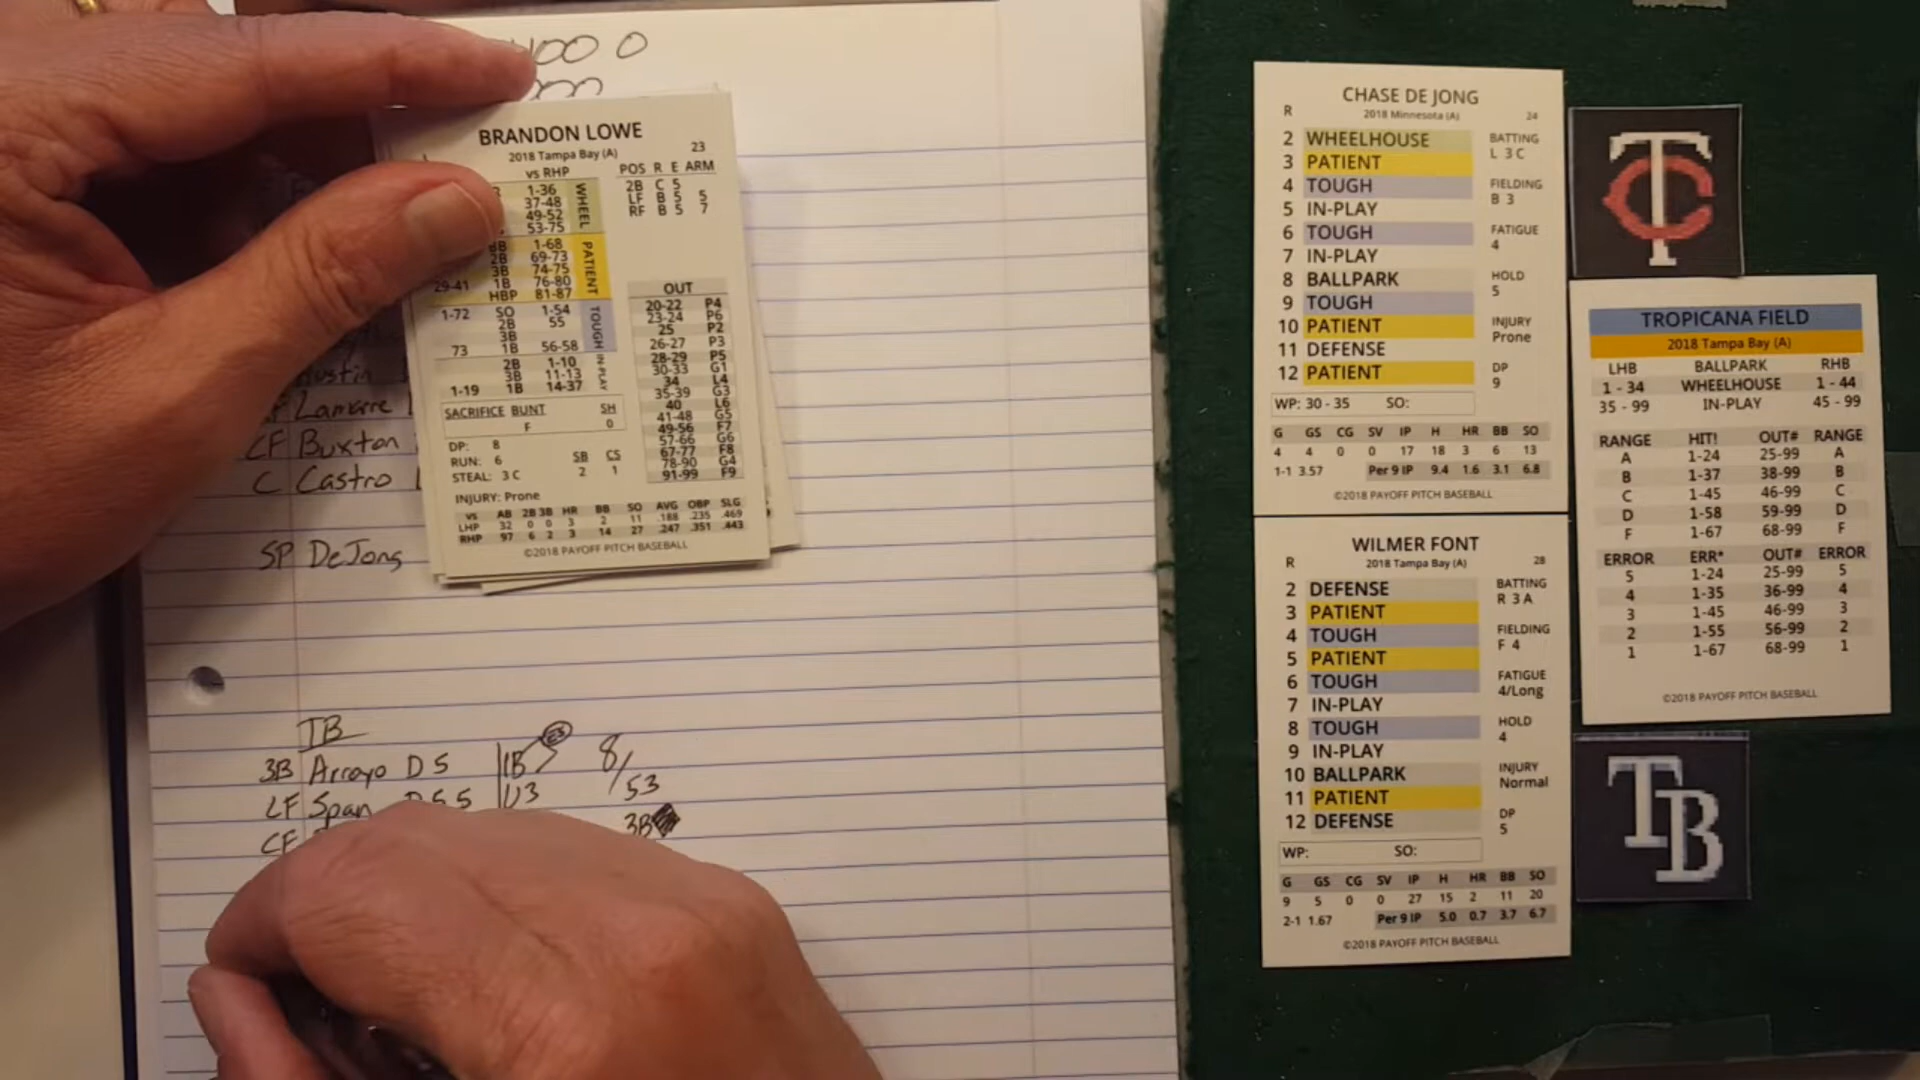 BRANDON LOWE
2018 Tampa Bay (A)
23
vs RHP
POS R E ARM
2B C 5
LF B 5 5
RF B 5 7
1-36
37-48
49-52
53-75
WHEEL
BB 1-68
2B 69-73
3B 74-75
29-41 1B 76-80
HBP 81-87
PATIENT
1-72 SO 1-54
2B 55
3B
73 1B 56-58
TOUGH
2B 1-10
3B 11-13
1-19 1B 14-37
IN-PLAY
SACRIFICE BUNT SH
F 0
DP: 8
RUN: 6 SB CS
STEAL: 3 C 2 1
INJURY: Prone
OUT
20-22 P4
23-24 P6
25 P2
26-27 P3
28-29 P5
30-33 G1
34 L4
35-39 G3
40 L6
41-48 G5
49-56 F7
57-66 G6
67-77 F8
78-90 G4
91-99 F9
vs AB 2B 3B HR BB SO AVG OBP SLG
LHP 32 0 0 3 2 11 .188 .235 .469
RHP 97 6 2 3 14 27 .247 .351 .443
©2018 PAYOFF PITCH BASEBALL
Lamarre
CF Buxton
C Castro
SP DeJong
TB
3B Arroyo D 5 1B 8/
LF Span D 5 5 U3 53
CF 3B
CHASE DE JONG
R 2018 Minnesota (A) 24
2 WHEELHOUSE
3 PATIENT
4 TOUGH
5 IN-PLAY
6 TOUGH
7 IN-PLAY
8 BALLPARK
9 TOUGH
10 PATIENT
11 DEFENSE
12 PATIENT
BATTING
L 3 C
FIELDING
B 3
FATIGUE
4
HOLD
5
INJURY
Prone
DP
9
WP: 30 - 35 SO:
G GS CG SV IP H HR BB SO
4 4 0 0 17 18 3 6 13
1-1 3.57 Per 9 IP 9.4 1.6 3.1 6.8
©2018 PAYOFF PITCH BASEBALL
WILMER FONT
R 2018 Tampa Bay (A) 28
2 DEFENSE
3 PATIENT
4 TOUGH
5 PATIENT
6 TOUGH
7 IN-PLAY
8 TOUGH
9 IN-PLAY
10 BALLPARK
11 PATIENT
12 DEFENSE
BATTING
R 3 A
FIELDING
F 4
FATIGUE
4/Long
HOLD
4
INJURY
Normal
DP
5
WP: SO:
G GS CG SV IP H HR BB SO
9 5 0 0 27 15 2 11 20
2-1 1.67 Per 9 IP 5.0 0.7 3.7 6.7
©2018 PAYOFF PITCH BASEBALL
TC
TROPICANA FIELD
2018 Tampa Bay (A)
LHB BALLPARK RHB
1 - 34 WHEELHOUSE 1 - 44
35 - 99 IN-PLAY 45 - 99
RANGE HIT! OUT# RANGE
A 1-24 25-99 A
B 1-37 38-99 B
C 1-45 46-99 C
D 1-58 59-99 D
F 1-67 68-99 F
ERROR ERR* OUT# ERROR
5 1-24 25-99 5
4 1-35 36-99 4
3 1-45 46-99 3
2 1-55 56-99 2
1 1-67 68-99 1
©2018 PAYOFF PITCH BASEBALL
TB